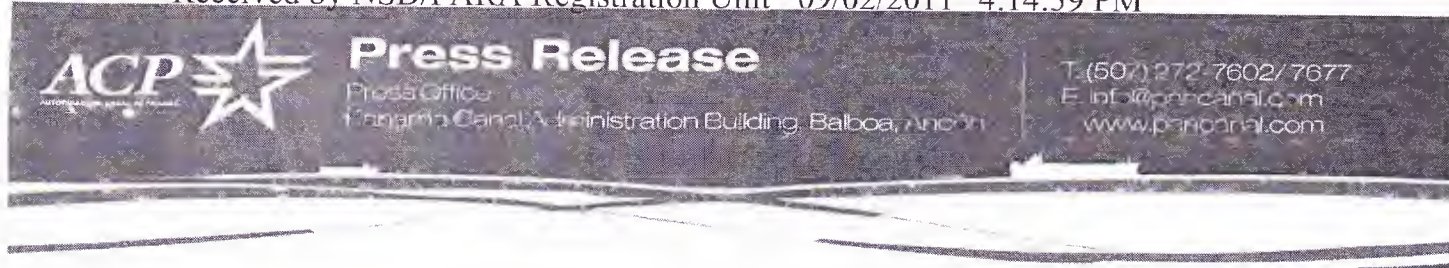 Received by NSD/FARA Registration Unit 09/02/2011 4:14:59 PM
ACP
Press Release
Press Office
Panama Canal Administration Building, Balboa, Ancon
T. (507) 272-7602/7677
E. info@pancanal.com
www.pancanal.com